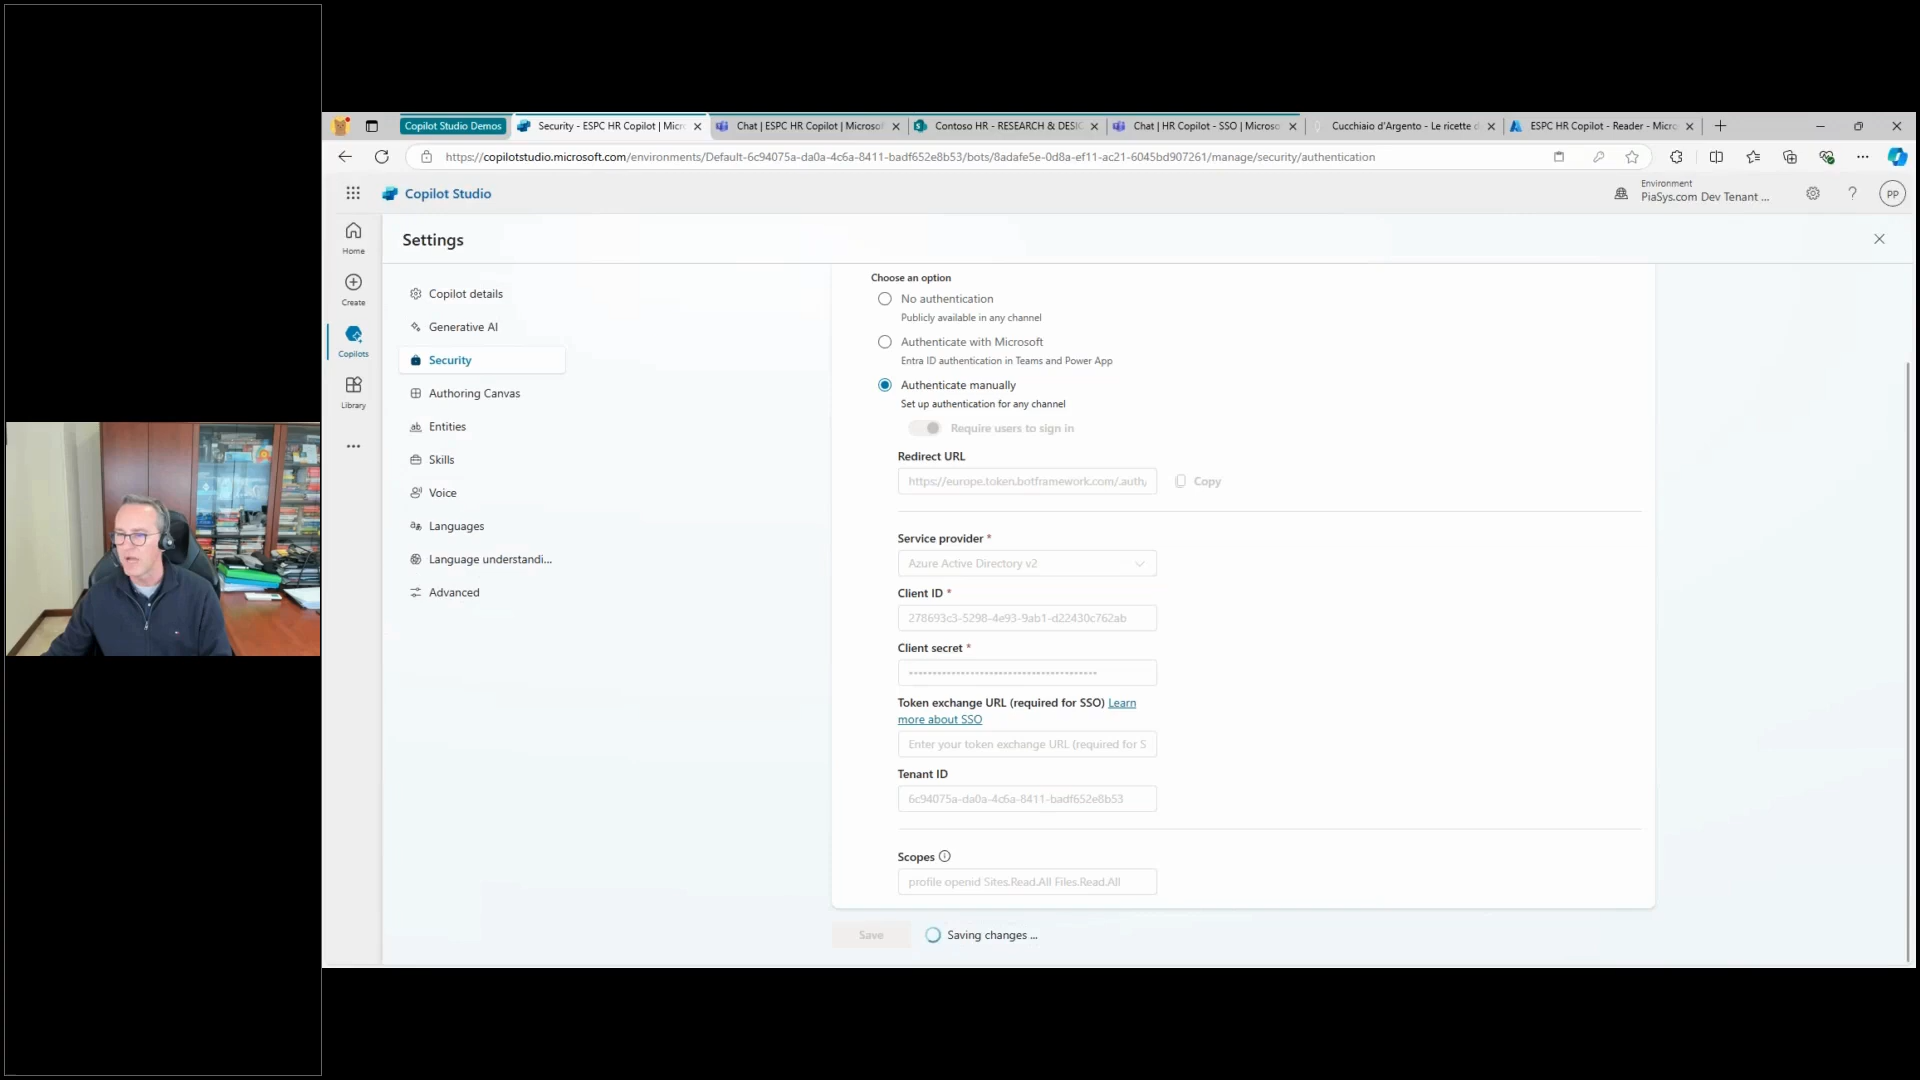 Copilot Studio Demos
Security - ESPC HR Copilot | Micr
Chat | ESPC HR Copilot | Microsof
Contoso HR - RESEARCH & DESIG
Chat | HR Copilot - SSO | Microso
Cucchiaio d'Argento - Le ricette d
ESPC HR Copilot - Reader - Micro
https://copilotstudio.microsoft.com/environments/Default-6c94075a-da0a-4c6a-8411-badf652e8b53/bots/8adafe5e-0d8a-ef11-ac21-6045bd907261/manage/security/authentication
Copilot Studio
Environment
PiaSys.com Dev Tenant ...
PP
Home
Create
Copilots
Library
Settings
Copilot details
Generative AI
Security
Authoring Canvas
Entities
Skills
Voice
Languages
Language understandi...
Advanced
Choose an option
No authentication
Publicly available in any channel
Authenticate with Microsoft
Entra ID authentication in Teams and Power App
Authenticate manually
Set up authentication for any channel
Require users to sign in
Redirect URL
https://europe.token.botframework.com/.auth/
Copy
Service provider *
Azure Active Directory v2
Client ID *
278693c3-5298-4e93-9ab1-d22430c762ab
Client secret *
Token exchange URL (required for SSO) Learn
more about SSO
Enter your token exchange URL (required for S
Tenant ID
6c94075a-da0a-4c6a-8411-badf652e8b53
Scopes
profile openid Sites.Read.All Files.Read.All
Save
Saving changes ...